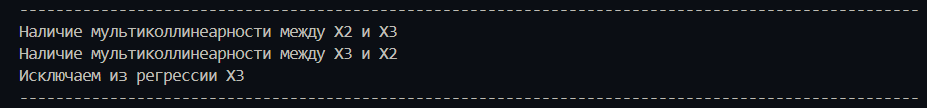 Наличие мультиколлинеарности между X2 и X3
Наличие мультиколлинеарности между X3 и X2
Исключаем из регрессии X3